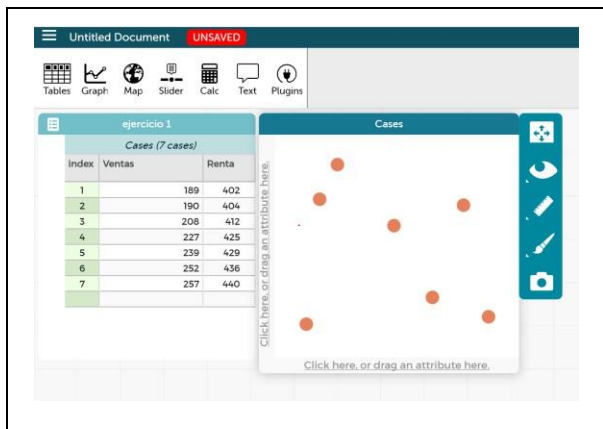 Untitled Document UNSAVED
Tables Graph Map Slider Calc Text Plugins
ejercicio 1
Cases (7 cases)
index Ventas Renta
1 189 402
2 190 404
3 208 412
4 227 425
5 239 429
6 252 436
7 257 440
Cases
Click here, or drag an attribute here.
Click here, or drag an attribute here.